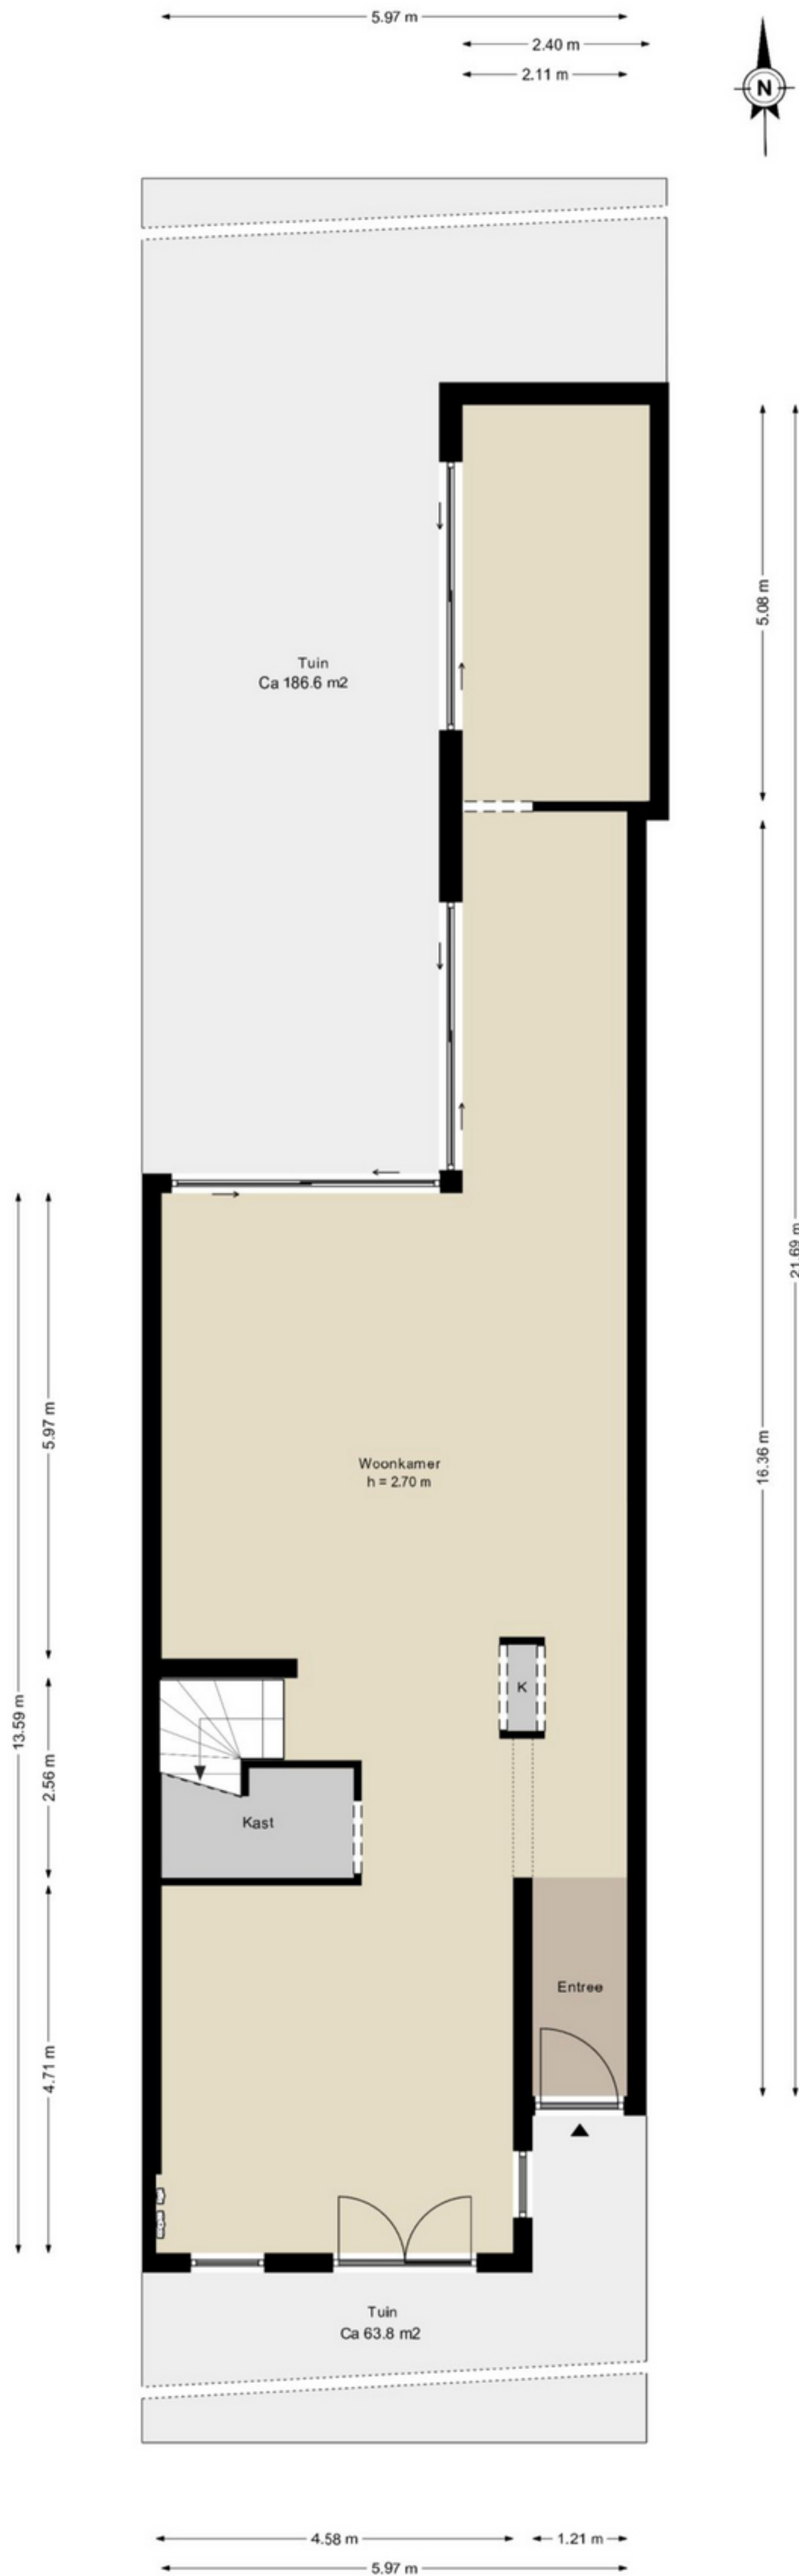 5.97 m
2.40 m
2.11 m
N
Tuin
Ca 186.6 m2
5.08 m
21.69 m
16.36 m
5.97 m
Woonkamer
h = 2.70 m
13.59 m
2.56 m
K
Kast
4.71 m
Entree
Tuin
Ca 63.8 m2
4.58 m
1.21 m
5.97 m